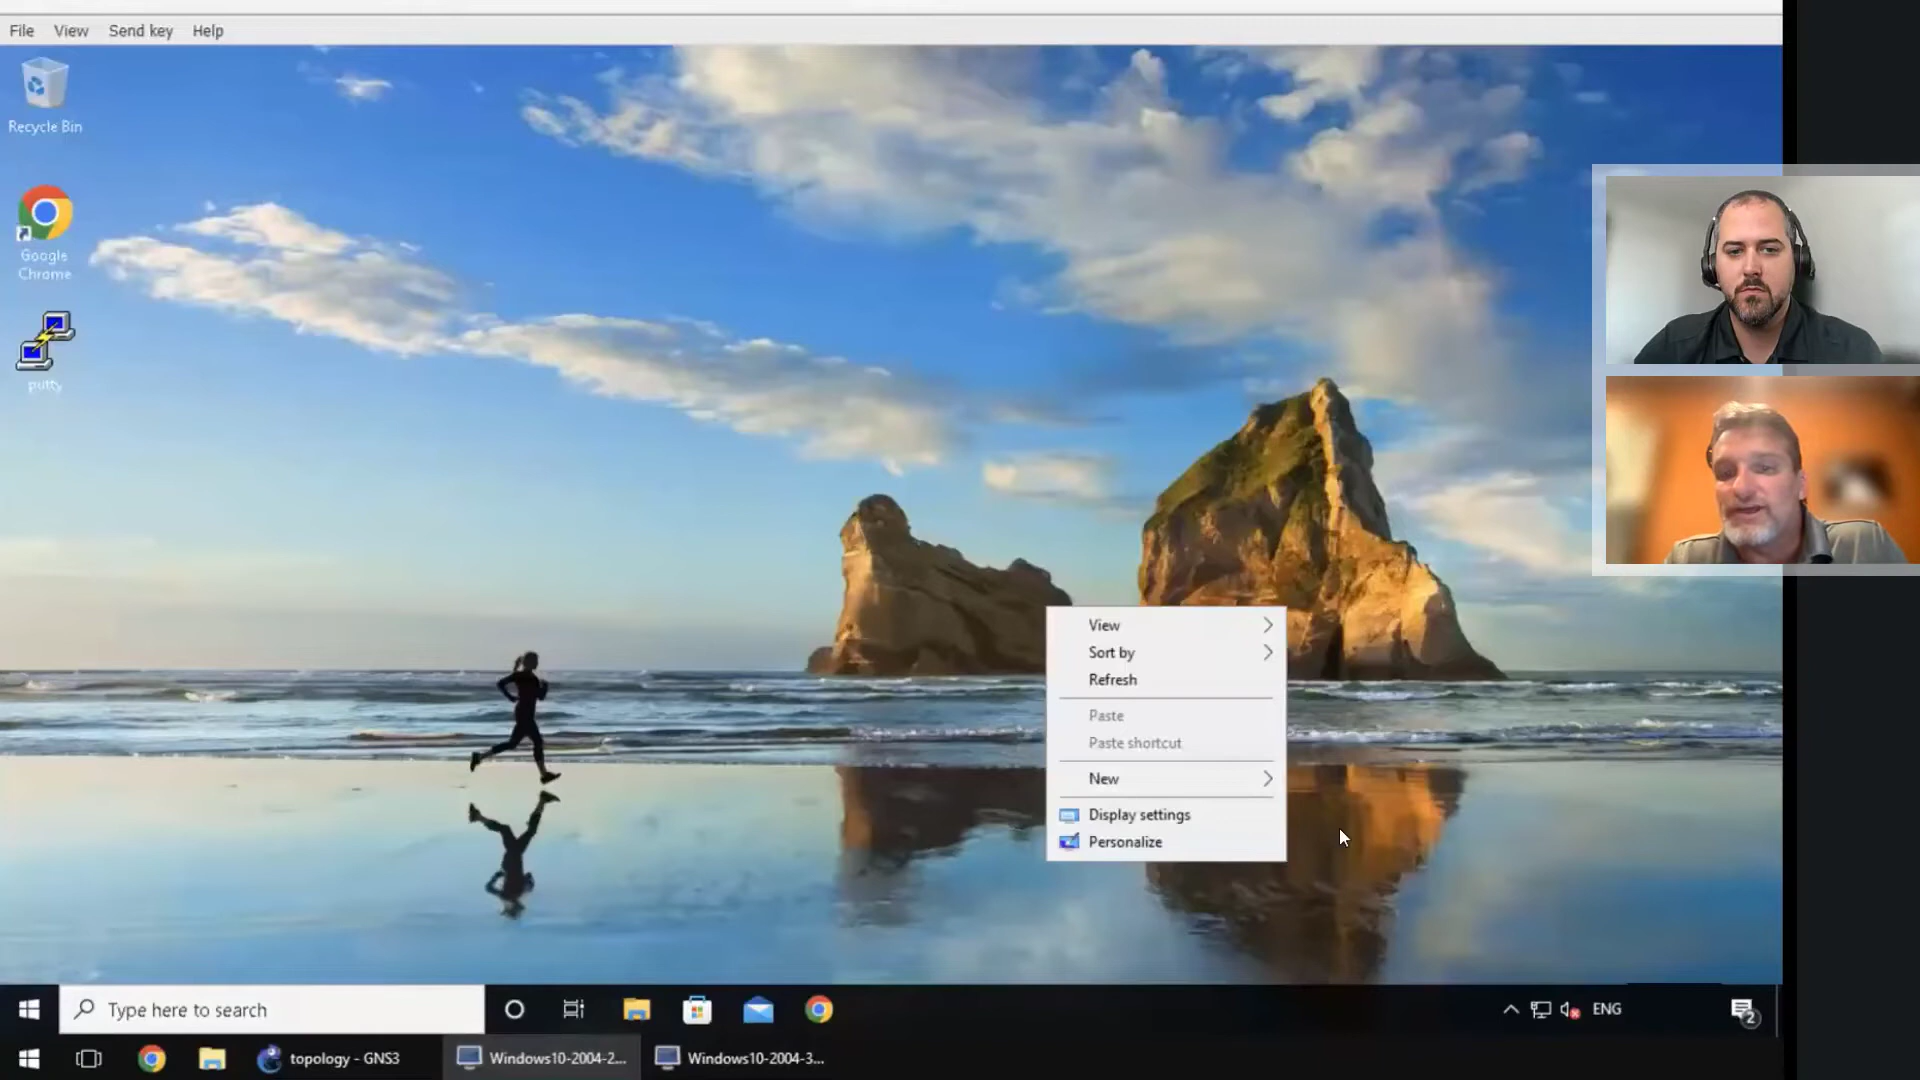 File View Send key Help
Recycle Bin
Google
Chrome
putty
View
Sort by
Refresh
Paste
Paste shortcut
New
Display settings
Personalize
Type here to search
ENG
2
topology - GNS3
Windows10-2004-2...
Windows10-2004-3...